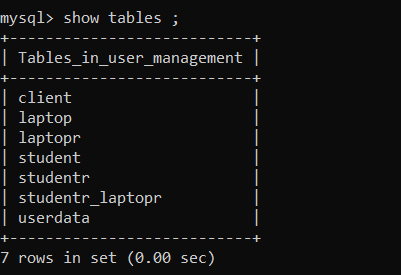 mysql> show tables ;
+---------------------------+
| Tables_in_user_management |
+---------------------------+
| client                    |
| laptop                    |
| laptopr                   |
| student                   |
| studentr                  |
| studentr_laptopr          |
| userdata                  |
+---------------------------+
7 rows in set (0.00 sec)